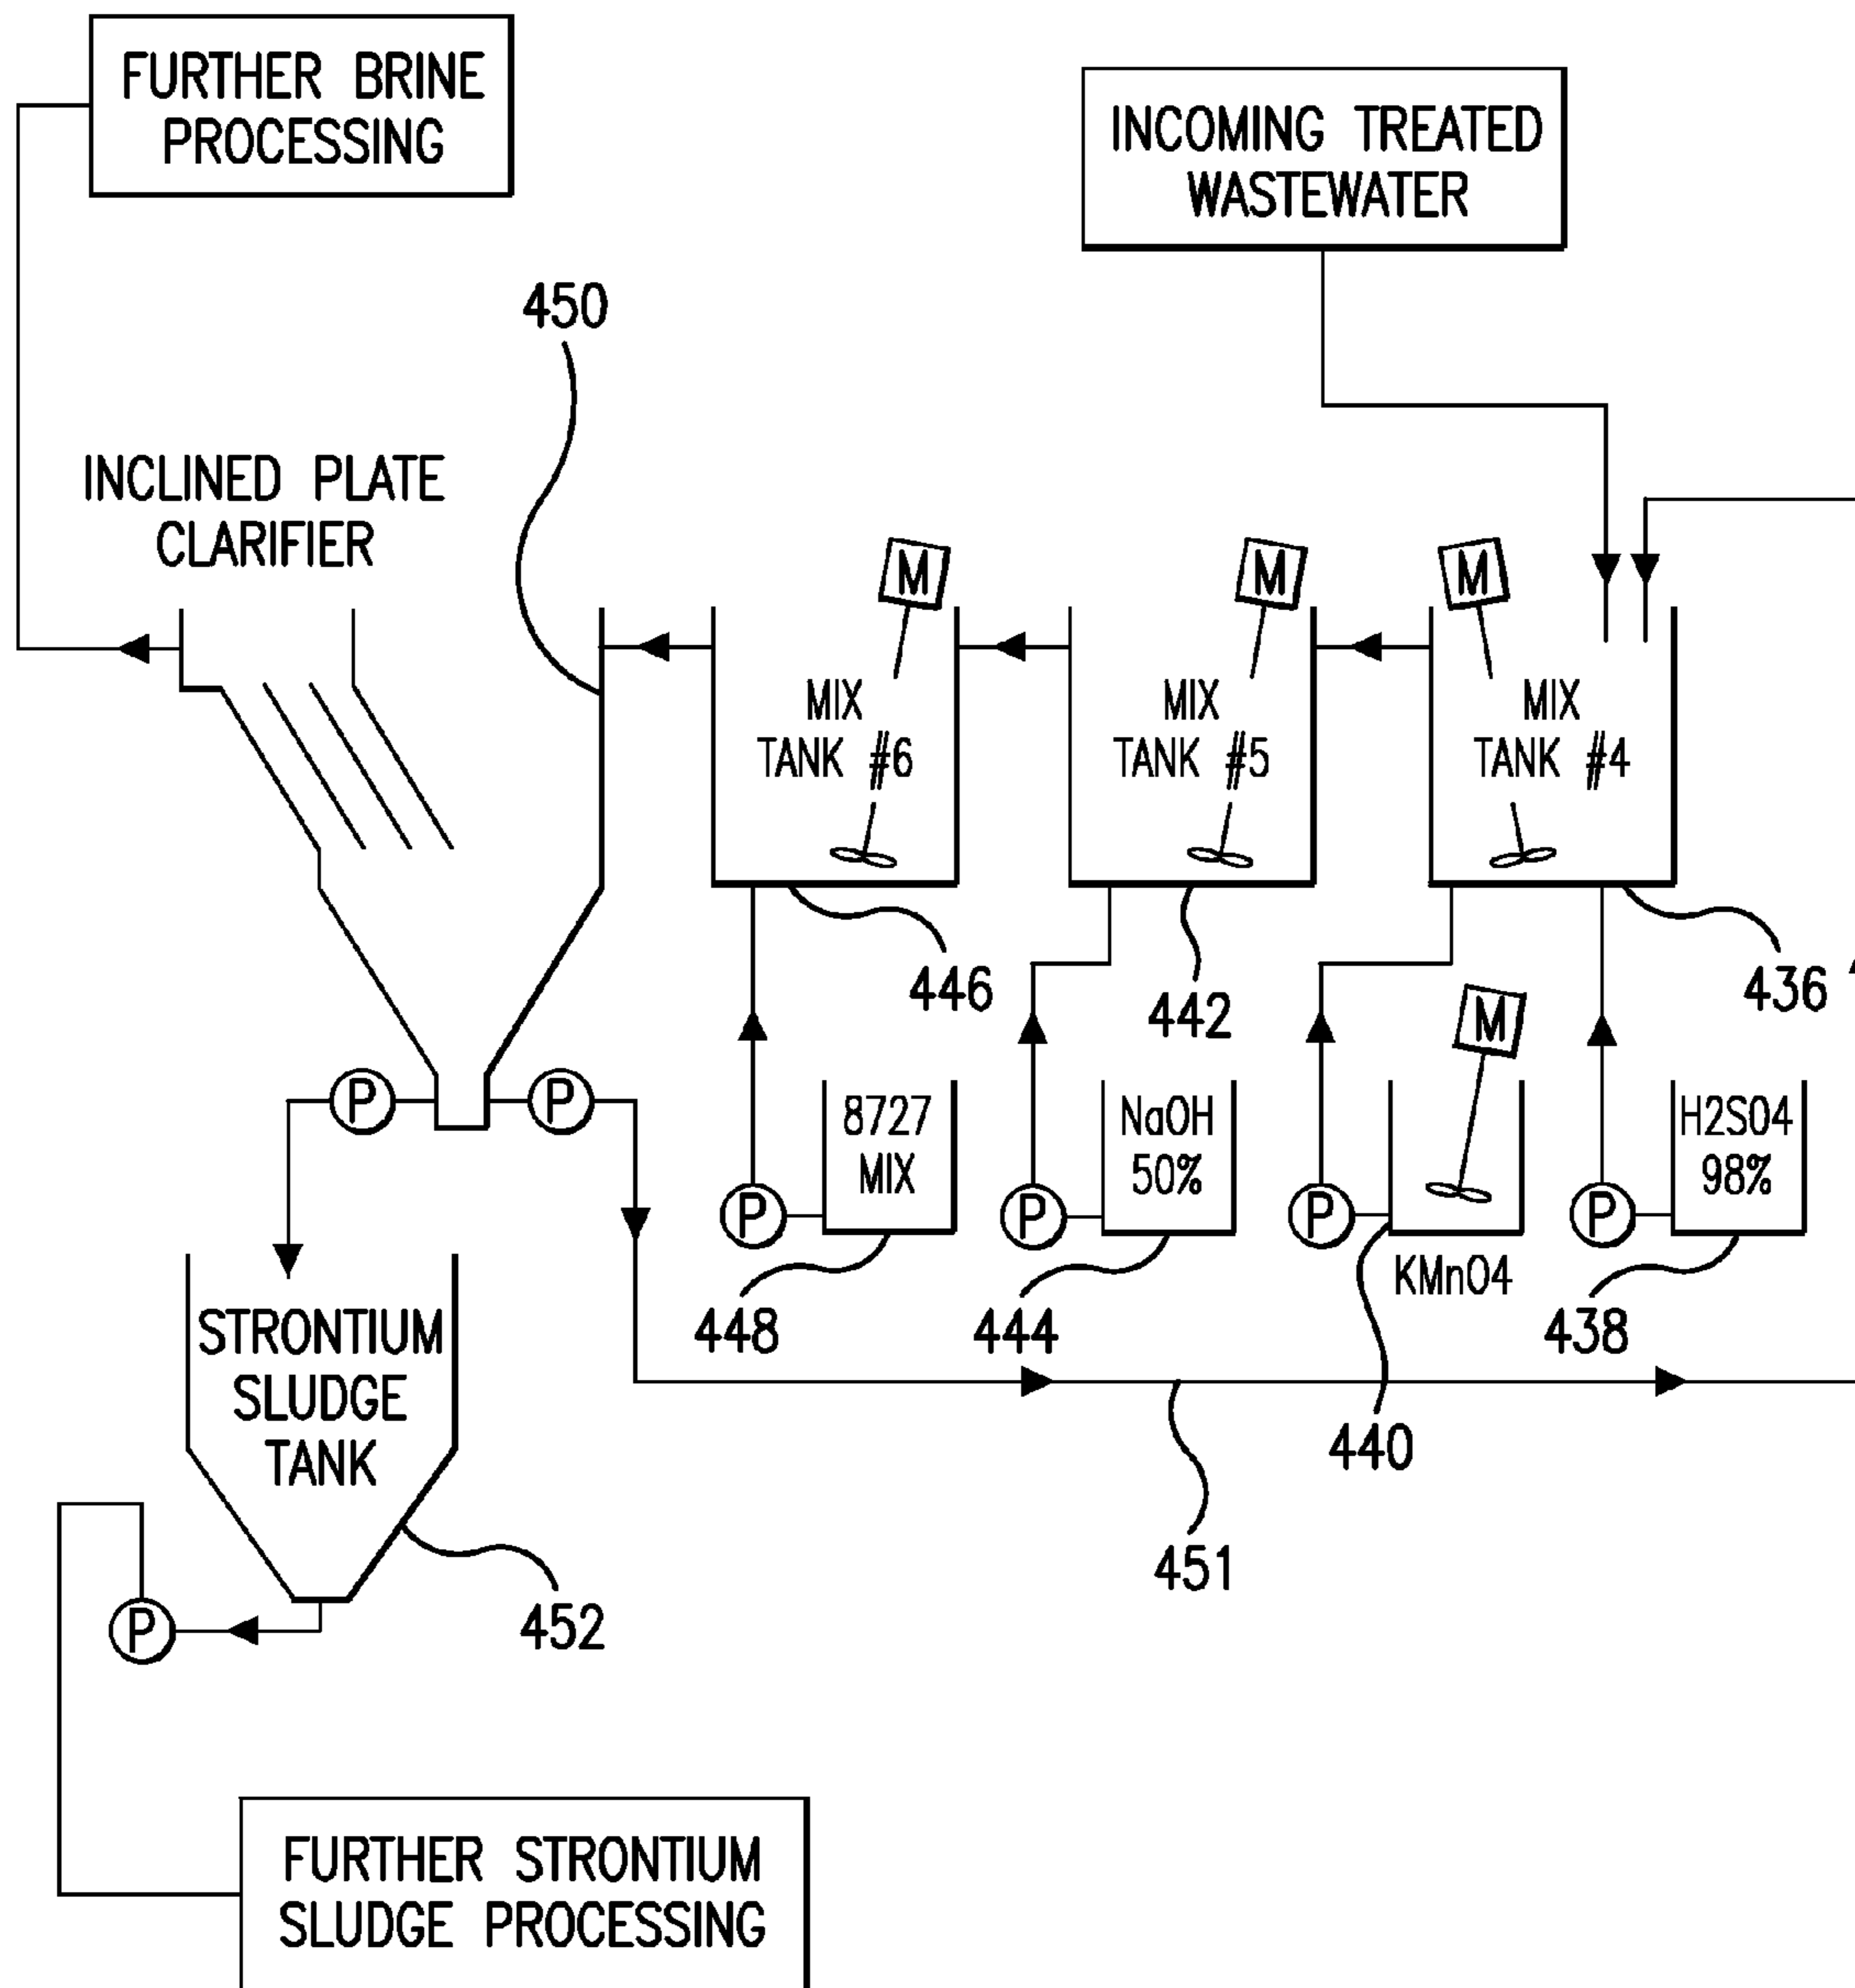 FURTHER BRINE
PROCESSING
INCOMING TREATED
WASTEWATER
450
INCLINED PLATE
CLARIFIER
M
M
M
MIX
TANK #6
MIX
TANK #5
MIX
TANK #4
446
442
436
M
P
P
8727
MIX
NaOH
50%
H2SO4
98%
P
P
P
P
KMnO4
448
444
438
STRONTIUM
SLUDGE
TANK
440
451
452
P
FURTHER STRONTIUM
SLUDGE PROCESSING